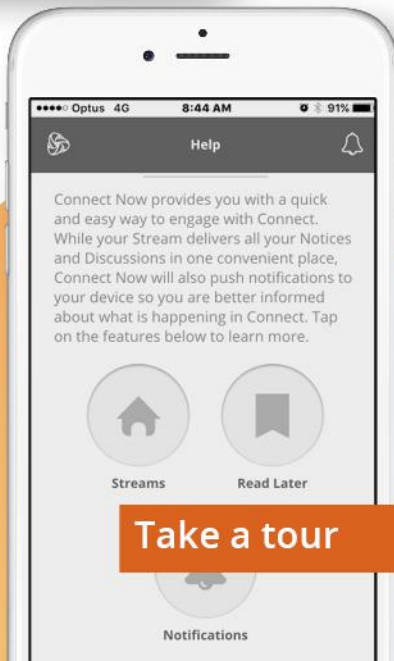 Optus 4G 8:44 AM 91%
Help
Connect Now provides you with a quick
and easy way to engage with Connect.
While your Stream delivers all your Notices
and Discussions in one convenient place,
Connect Now will also push notifications to
your device so you are better informed
about what is happening in Connect. Tap
on the features below to learn more.
Streams Read Later
Take a tour
Notifications